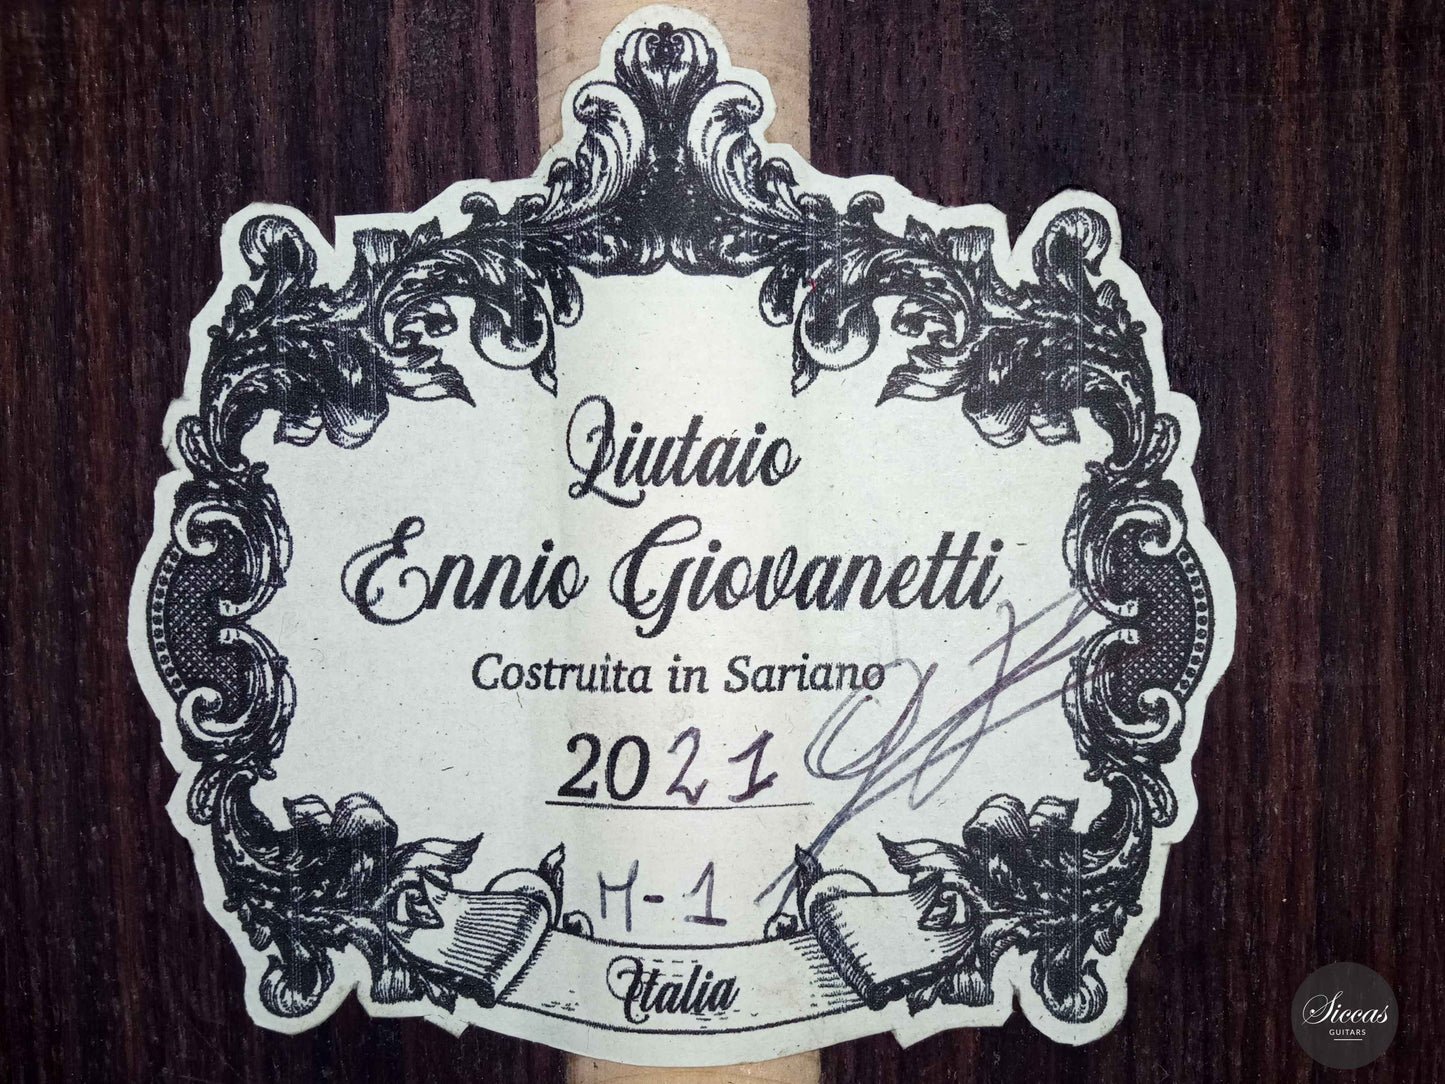 Liutaio
Ennio Giovanetti
Costruita in Sariano
2021
M-1
Italia
Siccas
GUITARS